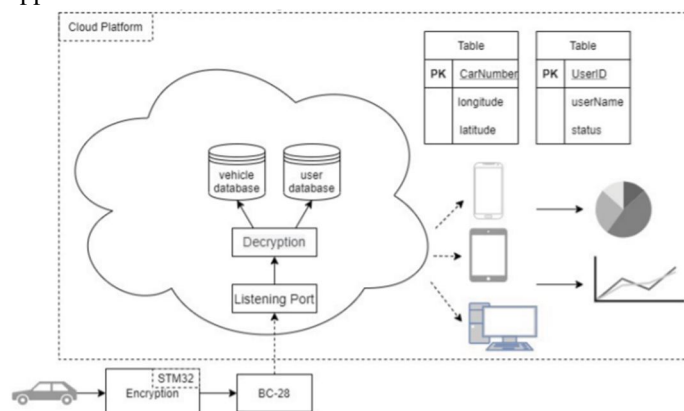 Cloud Platform
Table
PK CarNumber
longitude
latitude
Table
PK UserID
userName
status
vehicle
database
user
database
Decryption
Listening Port
STM32
Encryption
BC-28